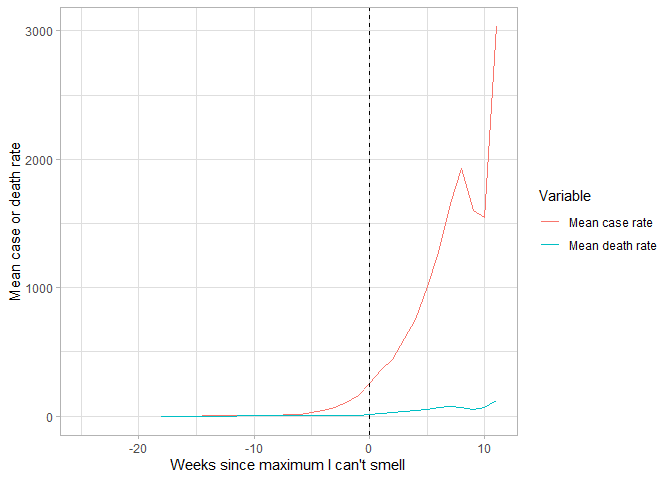 3000
2000
1000
0
-20
-10
0
10
Weeks since maximum I can't smell
Mean case or death rate
Variable
Mean case rate
Mean death rate